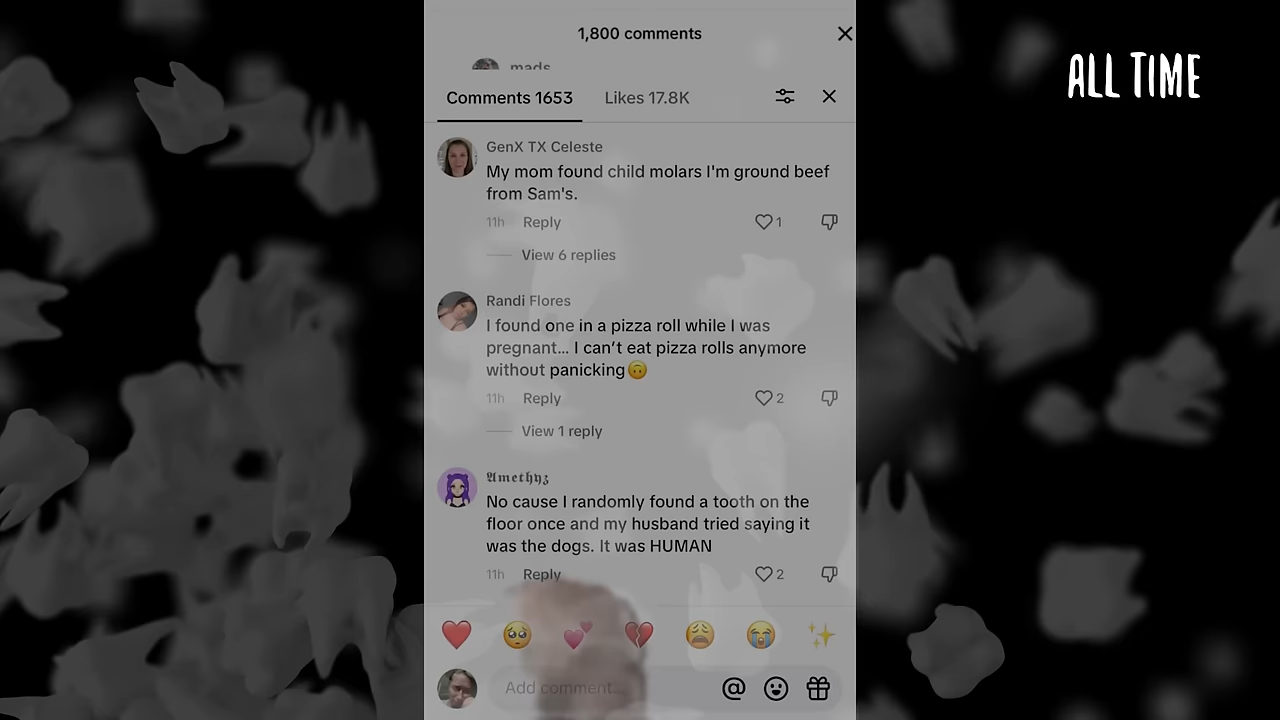 1,800 comments
ALL TIME
mads
Comments 1653
Likes 17.8K
GenX TX Celeste
My mom found child molars I'm ground beef
from Sam's.
11h Reply 1
View 6 replies
Randi Flores
I found one in a pizza roll while I was
pregnant... I can't eat pizza rolls anymore
without panicking🙃
11h Reply 2
View 1 reply
𝕬𝖒𝖊𝖙𝖍𝖞𝖟
No cause I randomly found a tooth on the
floor once and my husband tried saying it
was the dogs. It was HUMAN
11h Reply 2
Add comment...